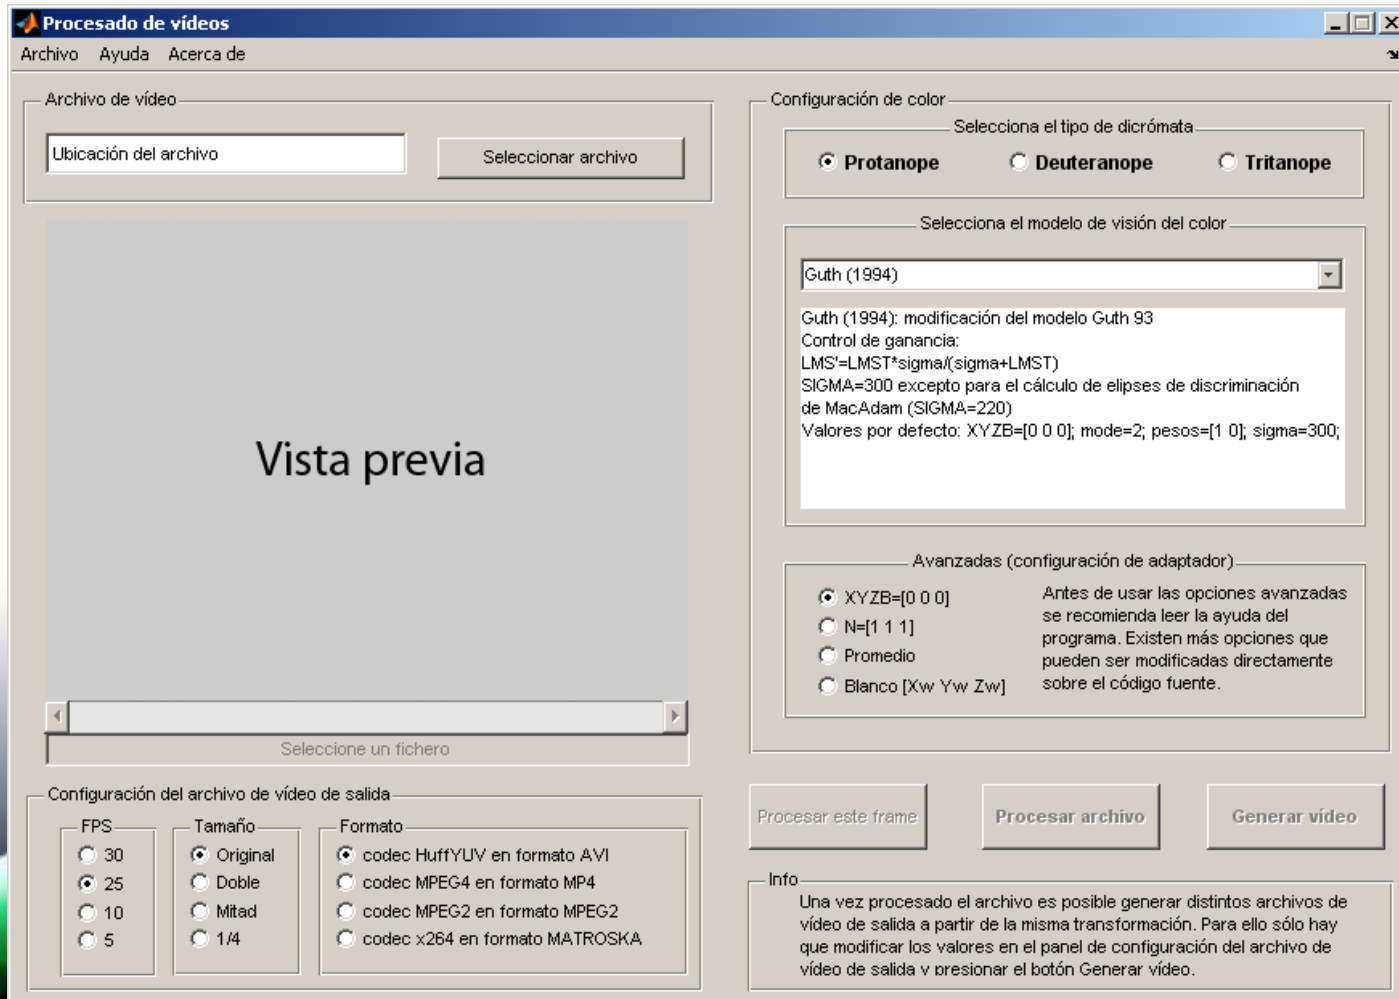 Procesado de vídeos
Archivo Ayuda Acerca de
Archivo de vídeo
Ubicación del archivo
Seleccionar archivo
Vista previa
Seleccione un fichero
Configuración del archivo de vídeo de salida
FPS
30
25
10
5
Tamaño
Original
Doble
Mitad
1/4
Formato
codec HuffYUV en formato AVI
codec MPEG4 en formato MP4
codec MPEG2 en formato MPEG2
codec x264 en formato MATROSKA
Configuración de color
Selecciona el tipo de dicrómata
Protanope Deuteranope Tritanope
Selecciona el modelo de visión del color
Guth (1994)
Guth (1994): modificación del modelo Guth 93
Control de ganancia:
LMS'=LMST*sigma/(sigma+LMST)
SIGMA=300 excepto para el cálculo de elipses de discriminación
de MacAdam (SIGMA=220)
Valores por defecto: XYZB=[0 0 0]; mode=2; pesos=[1 0]; sigma=300;
Avanzadas (configuración de adaptador)
XYZB=[0 0 0]
N=[1 1 1]
Promedio
Blanco [Xw Yw Zw]
Antes de usar las opciones avanzadas
se recomienda leer la ayuda del
programa. Existen más opciones que
pueden ser modificadas directamente
sobre el código fuente.
Procesar este frame
Procesar archivo
Generar vídeo
Info
Una vez procesado el archivo es posible generar distintos archivos de
vídeo de salida a partir de la misma transformación. Para ello sólo hay
que modificar los valores en el panel de configuración del archivo de
vídeo de salida y presionar el botón Generar vídeo.